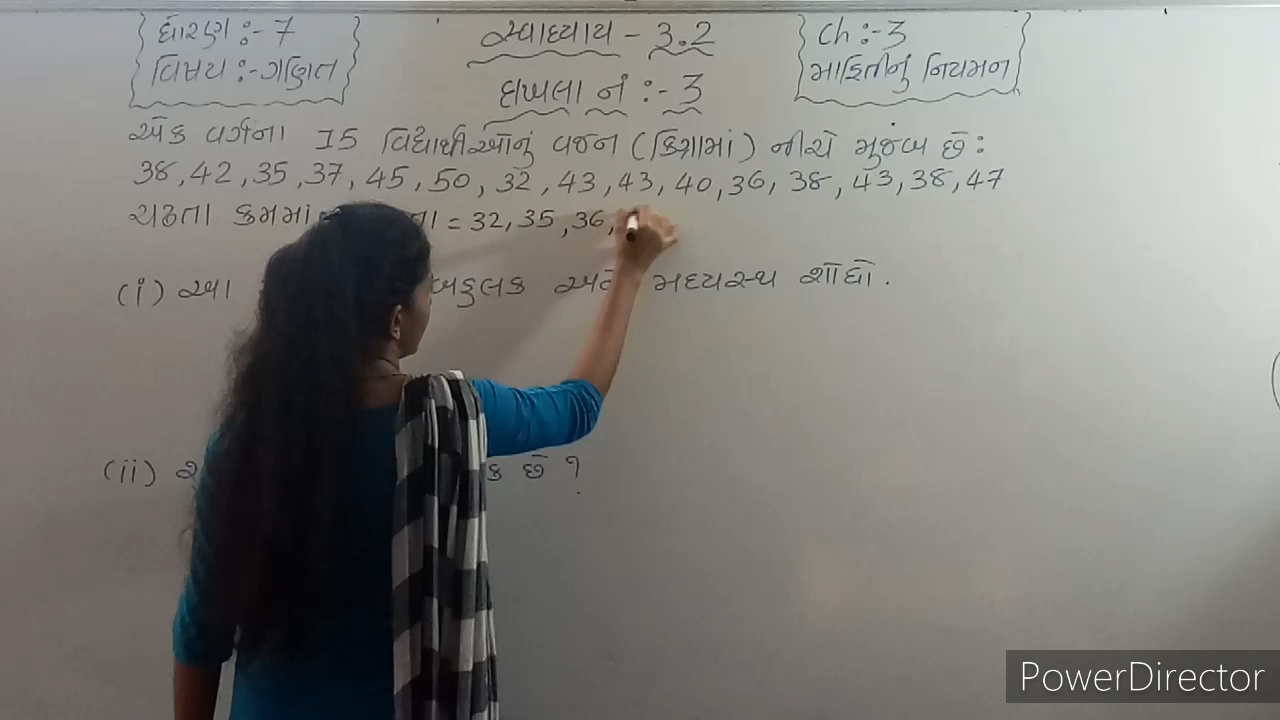 ધોરણ :- 7
વિષય :- ગણિત
સ્વાધ્યાય - 3.2
દાખલા નં :- 3
Ch :- 3
માહિતીનું નિયમન
એક વર્ગના 15 વિદ્યાર્થીઓનું વજન (કિગ્રામાં) નીચે મુજબ છે :
38, 42, 35, 37, 45, 50, 32, 43, 43, 40, 36, 38, 43, 38, 47
ચઢતા ક્રમમાં = 32, 35, 36,
(i) આ બહુલક અને મધ્યસ્થ શોધો.
(ii) છે ?
PowerDirector